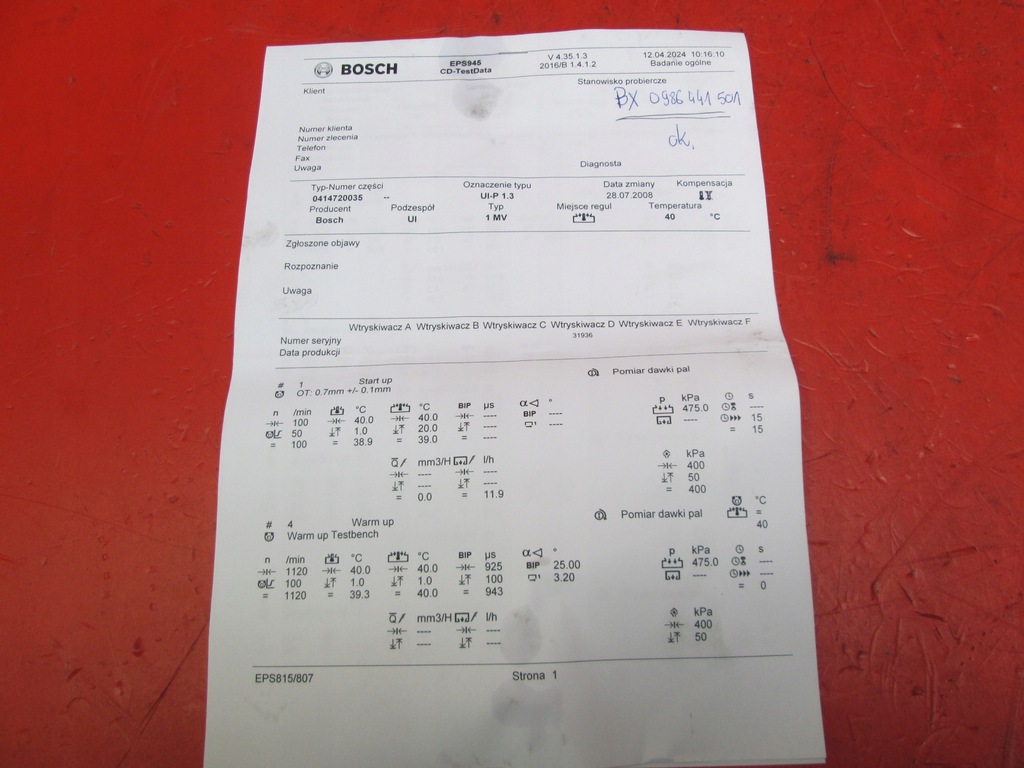 BOSCH EPS945 V 4.35.1.3 12.04.2024 10:16:10
CD-TestData 2016/B 1.4.1.2 Badanie ogólne
Klient Stanowisko probiercze
BX 0986 441 501
ok.
Numer klienta
Numer zlecenia
Telefon
Fax
Uwaga Diagnosta
Typ-Numer części Oznaczenie typu Data zmiany Kompensacja
0414720035 -- UI-P 1.3 28.07.2008
Producent Podzespół Typ Miejsce regul Temperatura
Bosch UI 1 MV 40 °C
Zgłoszone objawy
Rozpoznanie
Uwaga
Wtryskiwacz A Wtryskiwacz B Wtryskiwacz C Wtryskiwacz D Wtryskiwacz E Wtryskiwacz F
Numer seryjny 31936
Data produkcji
# 1 Start up Pomiar dawki pal
OT: 0.7mm +/- 0.1mm
n /min °C °C BIP µs α ° p kPa s
100 40.0 40.0 ---- BIP ---- 475.0 ----
50 1.0 20.0 ---- ---- ---- 15
= 100 = 38.9 = 39.0 = ---- = 15
Q/ mm3/H l/h kPa
---- ---- 400
---- ---- 50
= 0.0 = 11.9 = 400
°C
# 4 Warm up Pomiar dawki pal =
Warm up Testbench 40
n /min °C °C BIP µs α ° p kPa s
1120 40.0 40.0 925 BIP 25.00 475.0 ----
100 1.0 1.0 100 3.20 ---- ----
= 1120 = 39.3 = 40.0 = 943 = 0
Q/ mm3/H l/h kPa
---- ---- 400
---- ---- 50
EPS815/807 Strona 1